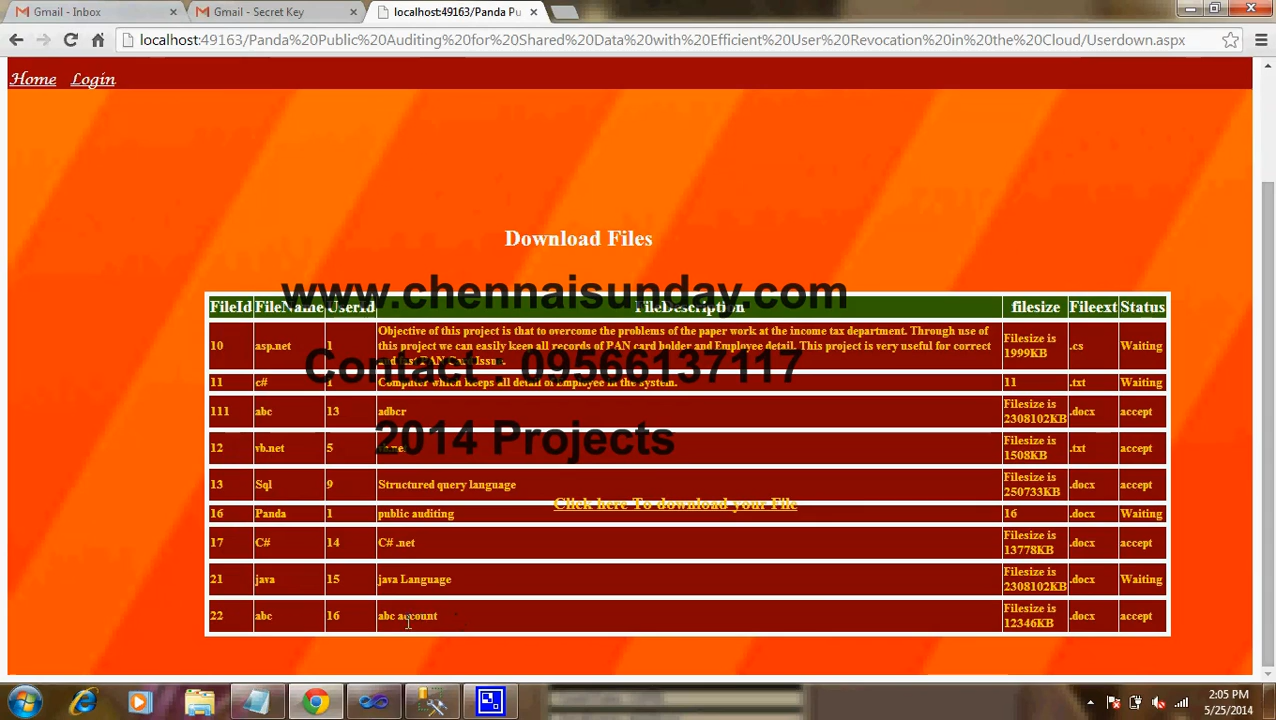 Gmail - Inbox
Gmail - Secret Key
localhost:49163/Panda Pu
localhost:49163/Panda%20Public%20Auditing%20for%20Shared%20Data%20with%20Efficient%20User%20Revocation%20in%20the%20Cloud/Userdown.aspx
Home Login
Download Files
www.chennaisunday.com
FileId FileName UserId FileDescription filesize Fileext Status
10 asp.net 1 Objective of this project is that to overcome the problems of the paper work at the income tax department. Through use of
this project we can easily keep all records of PAN card holder and Employee detail. This project is very useful for correct
and fast PAN Card Issue. Filesize is
1999KB .cs Waiting
Contact : 09566137117
11 c# 1 Computer which keeps all detail of Employee in the system. 11 .txt Waiting
111 abc 13 adbcr Filesize is
2308102KB .docx accept
2014 Projects
12 vb.net 5 Filesize is
1508KB .txt accept
13 Sql 9 Structured query language Filesize is
250733KB .docx accept
Click here To download your File
16 Panda 1 public auditing 16 .docx Waiting
17 C# 14 C# .net Filesize is
13778KB .docx accept
21 java 15 java Language Filesize is
2308102KB .docx Waiting
22 abc 16 abc account Filesize is
12346KB .docx accept
2:05 PM
5/25/2014